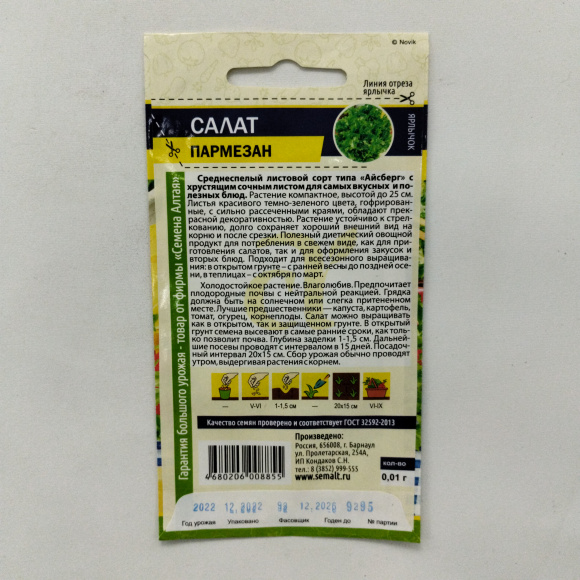 © Novik
Линия отреза
ярлычка
ЯРЛЫЧОК
САЛАТ
ПАРМЕЗАН
Гарантия большого урожая - товар от фирмы «Семена Алтая»
Среднеспелый листовой сорт типа «Айсберг» с
хрустящим сочным листом для самых вкусных и по-
лезных блюд. Растение компактное, высотой до 25 см.
Листья красивого темно-зеленого цвета, гофрирован-
ные, с сильно рассеченными краями, обладают прек-
расной декоративностью. Растение устойчиво к стрел-
кованию, долго сохраняет хороший внешний вид на
корню и после срезки. Полезный диетический овощной
продукт для потребления в свежем виде, как для при-
готовления салатов, так и для оформления закусок и
вторых блюд. Подходит для всесезонного выращива-
ния: в открытом грунте – с ранней весны до поздней осе-
ни, в теплицах – с октября по март.
Холодостойкое растение. Влаголюбив. Предпочитает
плодородные почвы с нейтральной реакцией. Грядка
должна быть на солнечном или слегка притененном
месте. Лучшие предшественники — капуста, картофель,
томат, огурец, корнеплоды. Салат можно выращивать
как в открытом, так и защищенном грунте. В открытый
грунт семена высевают в самые ранние сроки, как толь-
ко позволит почва. Глубина заделки 1-1,5 см. Дальней-
шие посевы проводят с интервалом в 15 дней. Посадоч-
ный интервал 20х15 см. Сбор урожая обычно проводят
утром, выдергивая растения с корнем.
— V-VI 1-1,5 см — 20х15 см VI-IX
Качество семян проверено и соответствует ГОСТ 32592-2013
Произведено:
Россия, 656008, г. Барнаул
ул. Пролетарская, 254А,
ИП Кондаков С.Н.
тел.: 8 (3852) 999-555
www.semalt.ru
кол-во
0,01 г
4 680206 008855
2022 12.2022 98 12.2026 9295
Год урожая Упаковано Фасовщик Годен до № партии